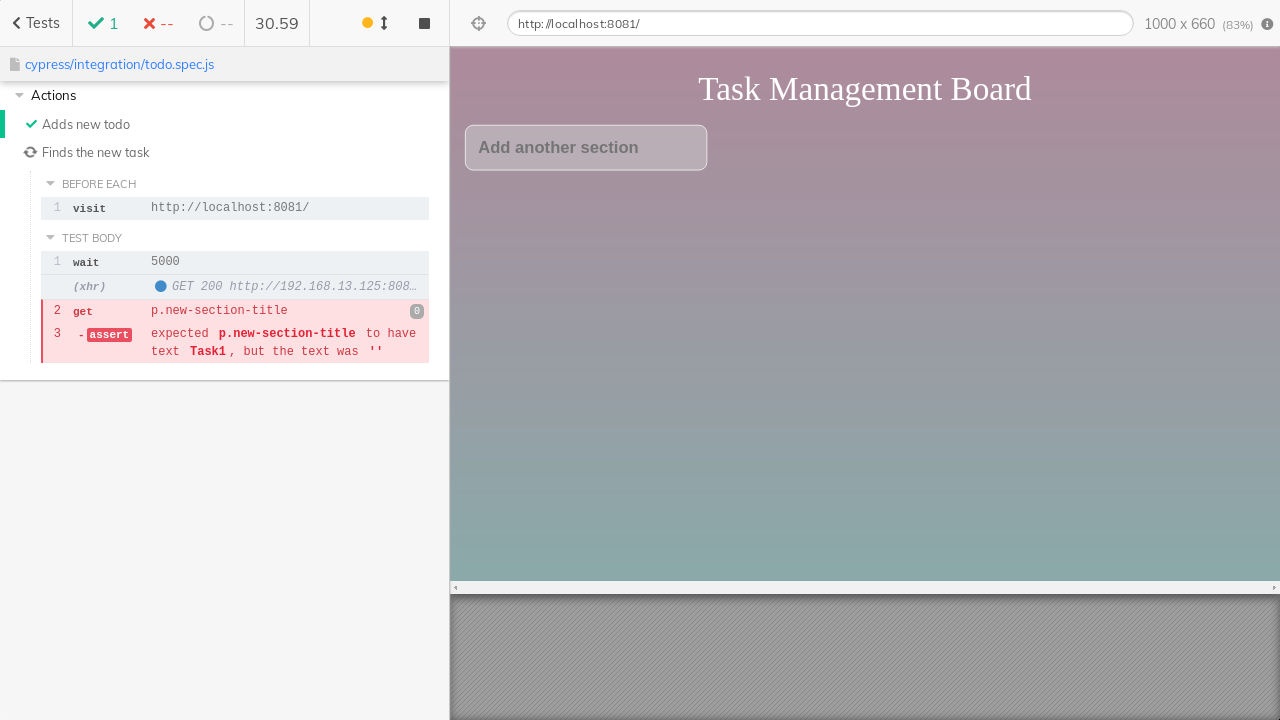 Tests
1
--
--
30.59
http://localhost:8081/
1000 x 660 (83%)
cypress/integration/todo.spec.js
Actions
Adds new todo
Finds the new task
BEFORE EACH
1 visit http://localhost:8081/
TEST BODY
1 wait 5000
(xhr) GET 200 http://192.168.13.125:808…
2 get p.new-section-title 0
3 -assert expected p.new-section-title to have
text Task1, but the text was ''
Task Management Board
Add another section